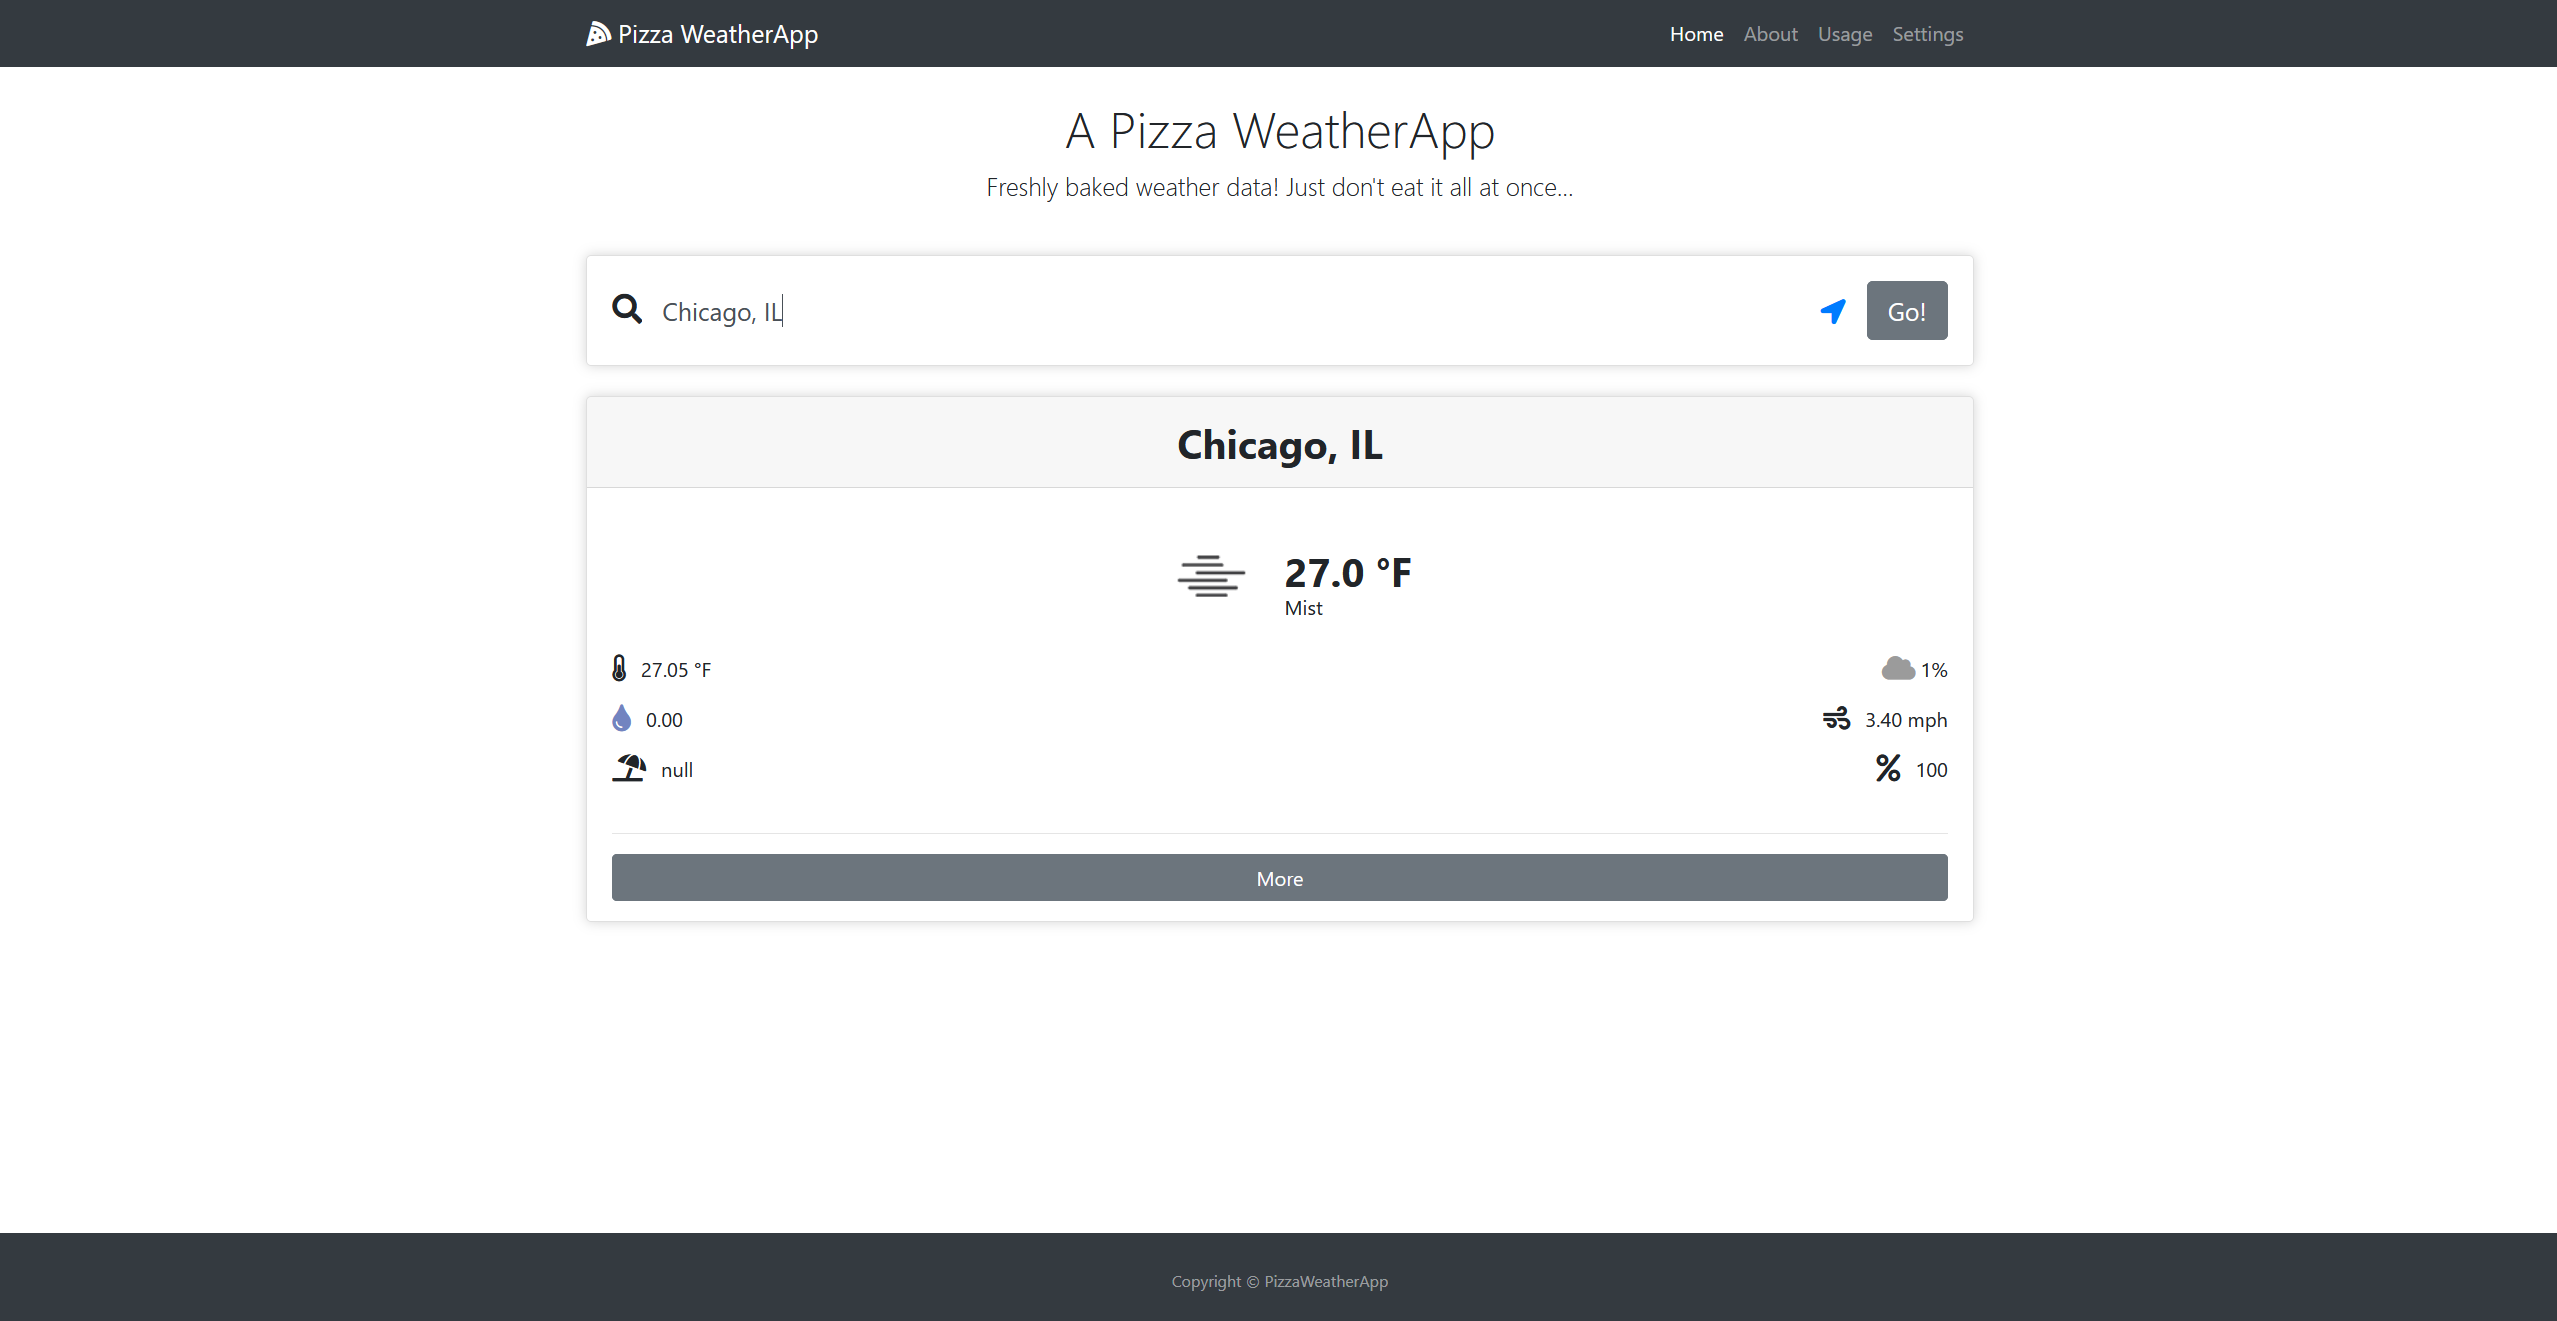 Pizza WeatherApp
Home About Usage Settings
A Pizza WeatherApp
Freshly baked weather data! Just don't eat it all at once...
Chicago, IL
Go!
Chicago, IL
27.0 °F
Mist
27.05 °F
1%
0.00
3.40 mph
null
% 100
More
Copyright © PizzaWeatherApp